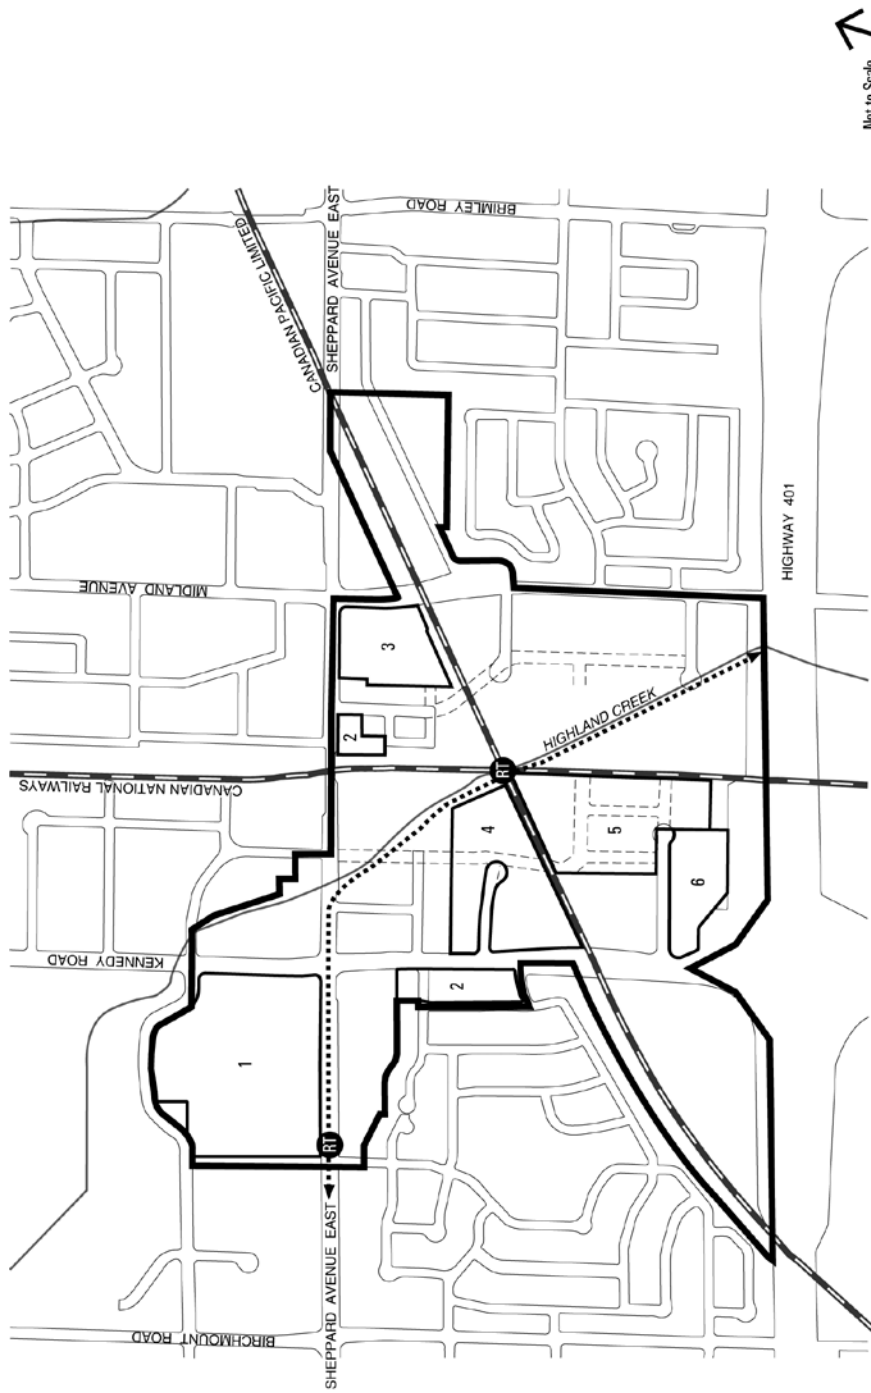 Not to Scale
BRIMLEY ROAD
CANADIAN PACIFIC LIMITED
SHEPPARD AVENUE EAST
MIDLAND AVENUE
HIGHWAY 401
3
2
HIGHLAND CREEK
RT
CANADIAN NATIONAL RAILWAYS
4
5
6
KENNEDY ROAD
2
1
RT
SHEPPARD AVENUE EAST
BIRCHMOUNT ROAD